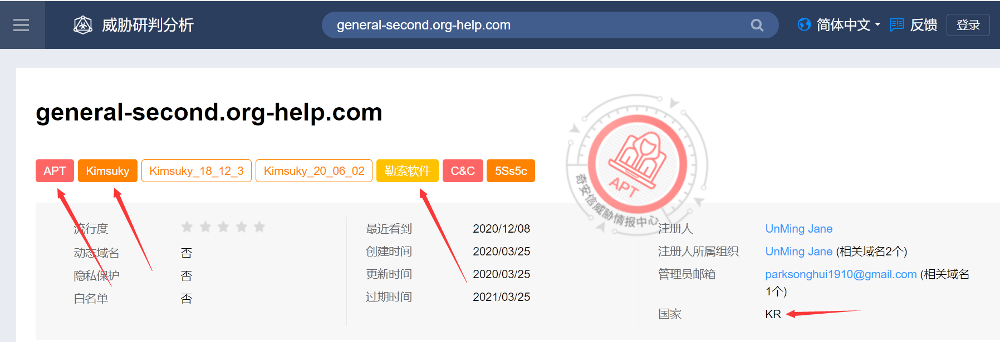 威胁研判分析
general-second.org-help.com
简体中文
反馈
登录
general-second.org-help.com
APT
Kimsuky
Kimsuky_18_12_3
Kimsuky_20_06_02
勒索软件
C&C
5Ss5c
APT
奇安信威胁情报中心
流行度
动态域名 否
隐私保护 否
白名单 否
最近看到 2020/12/08
创建时间 2020/03/25
更新时间 2020/03/25
过期时间 2021/03/25
注册人 UnMing Jane
注册人所属组织 UnMing Jane (相关域名2个)
管理员邮箱 parksonghui1910@gmail.com (相关域名
1个)
国家 KR